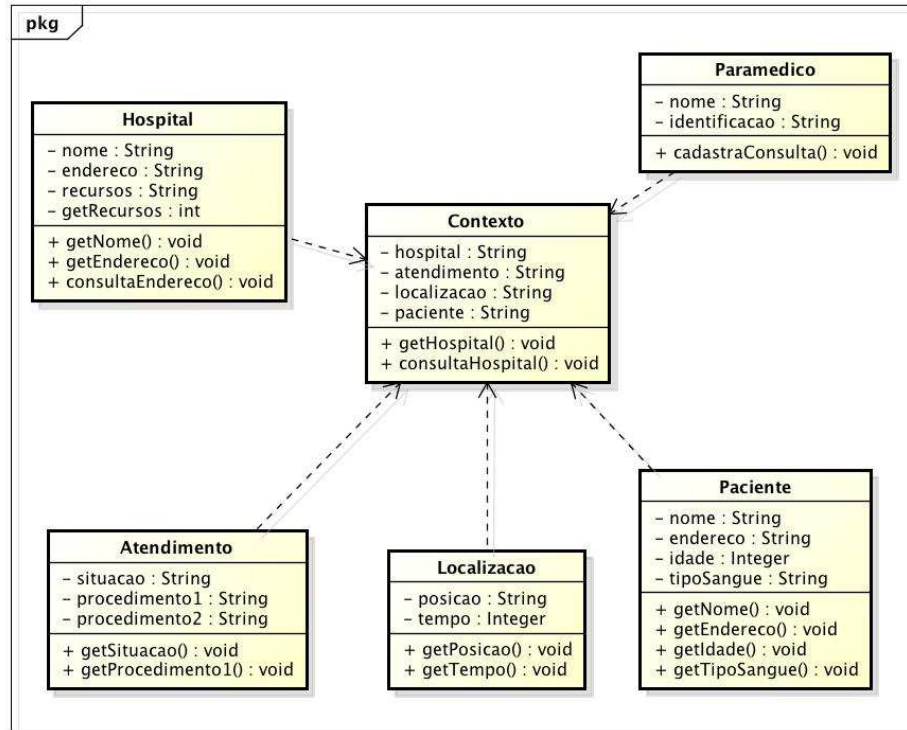 pkg
Paramedico
– nome : String
– identificacao : String
+ cadastraConsulta() : void
Hospital
– nome : String
– endereco : String
– recursos : String
– getRecursos : int
+ getNome() : void
+ getEndereco() : void
+ consultaEndereco() : void
Contexto
– hospital : String
– atendimento : String
– localizacao : String
– paciente : String
+ getHospital() : void
+ consultaHospital() : void
Atendimento
– situacao : String
– procedimento1 : String
– procedimento2 : String
+ getSituacao() : void
+ getProcedimento1() : void
Localizacao
– posicao : String
– tempo : Integer
+ getPosicao() : void
+ getTempo() : void
Paciente
– nome : String
– endereco : String
– idade : Integer
– tipoSangue : String
+ getNome() : void
+ getEndereco() : void
+ getIdade() : void
+ getTipoSangue() : void